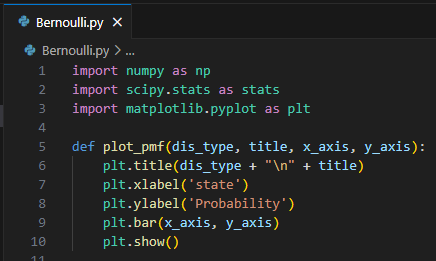 Bernoulli.py ×
Bernoulli.py > ...
1 import numpy as np
2 import scipy.stats as stats
3 import matplotlib.pyplot as plt
4
5 def plot_pmf(dis_type, title, x_axis, y_axis):
6     plt.title(dis_type + "\n" + title)
7     plt.xlabel('state')
8     plt.ylabel('Probability')
9     plt.bar(x_axis, y_axis)
10     plt.show()
11